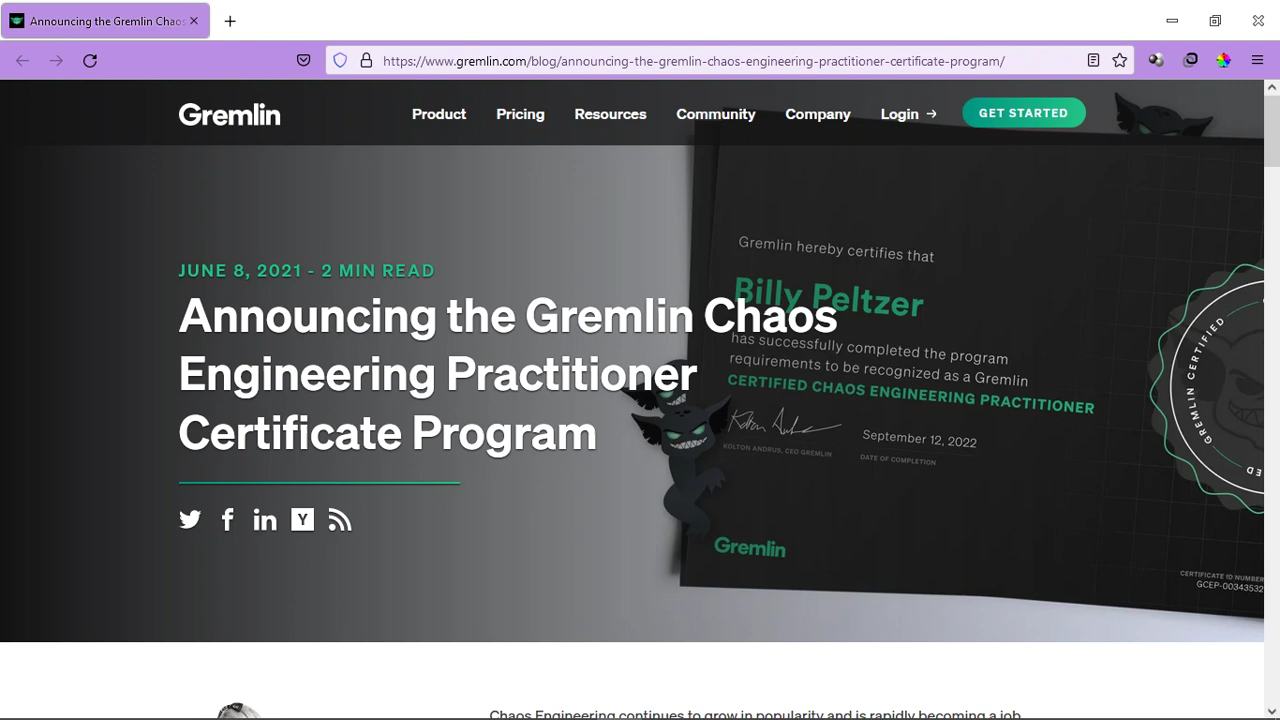 Announcing the Gremlin Chaos
https://www.gremlin.com/blog/announcing-the-gremlin-chaos-engineering-practitioner-certificate-program/
Gremlin
Product
Pricing
Resources
Community
Company
Login →
GET STARTED
JUNE 8, 2021 - 2 MIN READ
Announcing the Gremlin Chaos
Engineering Practitioner
Certificate Program
Gremlin hereby certifies that
Billy Peltzer
has successfully completed the program
requirements to be recognized as a Gremlin
CERTIFIED CHAOS ENGINEERING PRACTITIONER
September 12, 2022
KOLTON ANDRUS, CEO GREMLIN
DATE OF COMPLETION
Gremlin
GREMLIN CERTIFIED
CERTIFICATE ID NUMBER
GCEP-00343532
Chaos Engineering continues to grow in popularity and is rapidly becoming a job